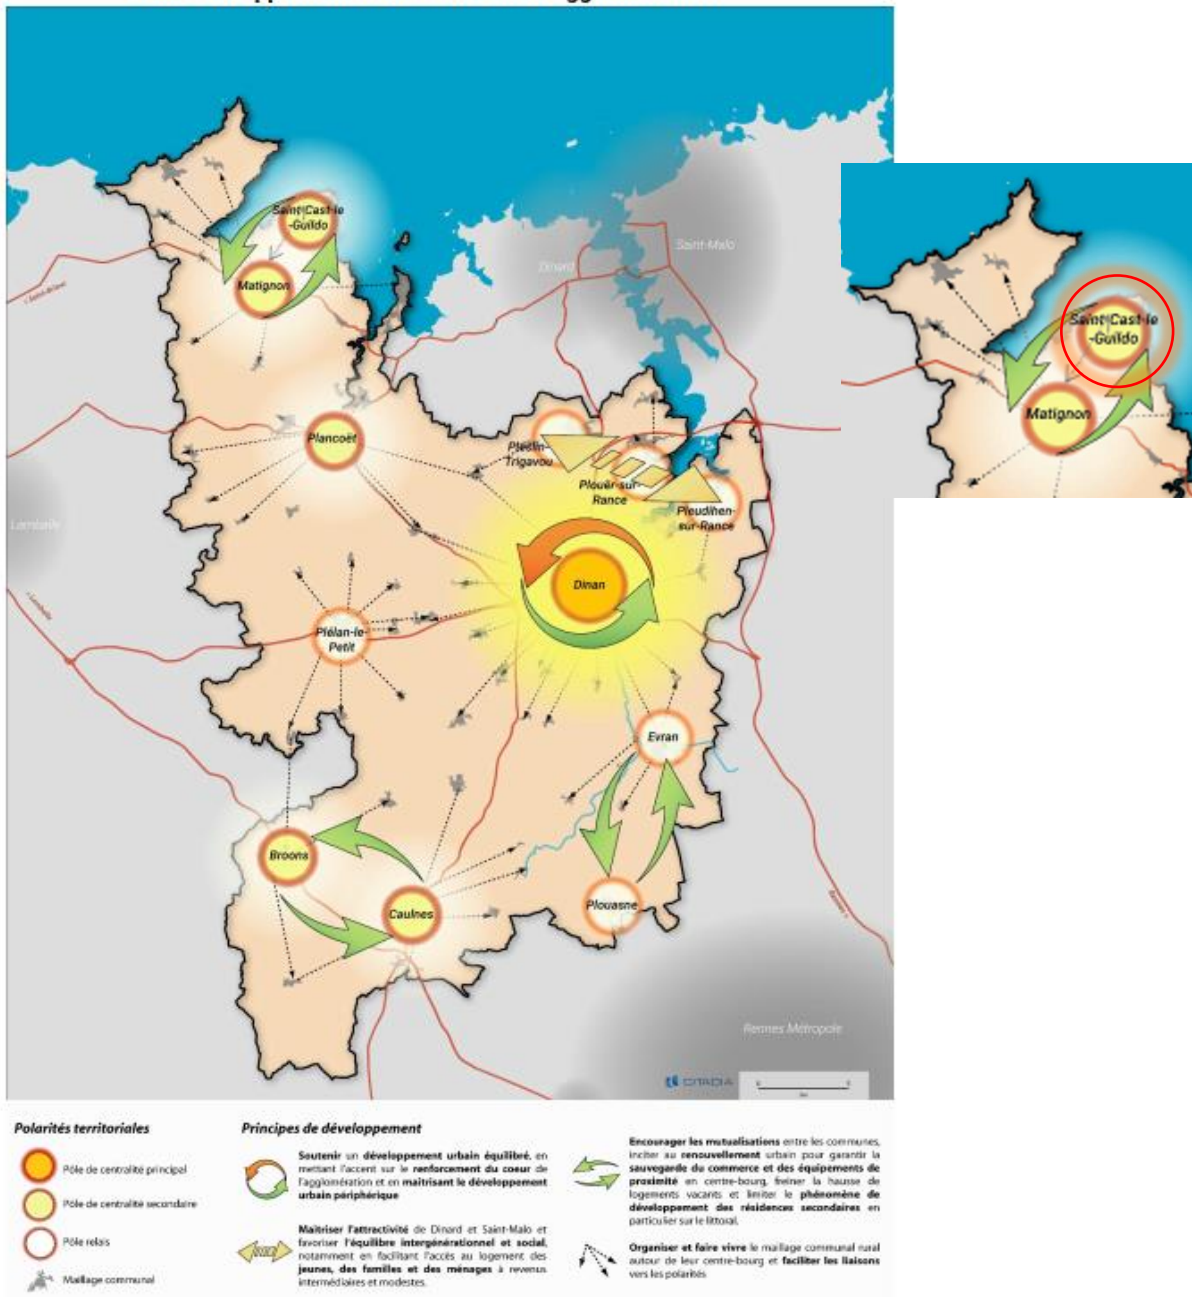 Saint-Cast-le
-Guildo
Matignon
Saint-Malo
Dinard
Plancoët
Pleslin-
Trigavou
Plouër-sur-
Rance
Pleudihen-
sur-Rance
Lamballe
Dinan
Plélan-le-
Petit
Evran
Broons
Caulnes
Plouasne
Rennes Métropole
CITADIA
Saint-Cast-le
-Guildo
Matignon
Polarités territoriales
Pôle de centralité principal
Pôle de centralité secondaire
Pôle relais
Maillage communal
Principes de développement
Soutenir un développement urbain équilibré, en
mettant l'accent sur le renforcement du coeur de
l'agglomération et en maîtrisant le développement
urbain périphérique
Maîtriser l'attractivité de Dinard et Saint-Malo et
favoriser l'équilibre intergénérationnel et social,
notamment en facilitant l'accès au logement des
jeunes, des familles et des ménages à revenus
intermédiaires et modestes.
Encourager les mutualisations entre les communes,
inciter au renouvellement urbain pour garantir la
sauvegarde du commerce et des équipements de
proximité en centre-bourg, freiner la hausse de
logements vacants et limiter le phénomène de
développement des résidences secondaires en
particulier sur le littoral.
Organiser et faire vivre le maillage communal rural
autour de leur centre-bourg et faciliter les liaisons
vers les polarités